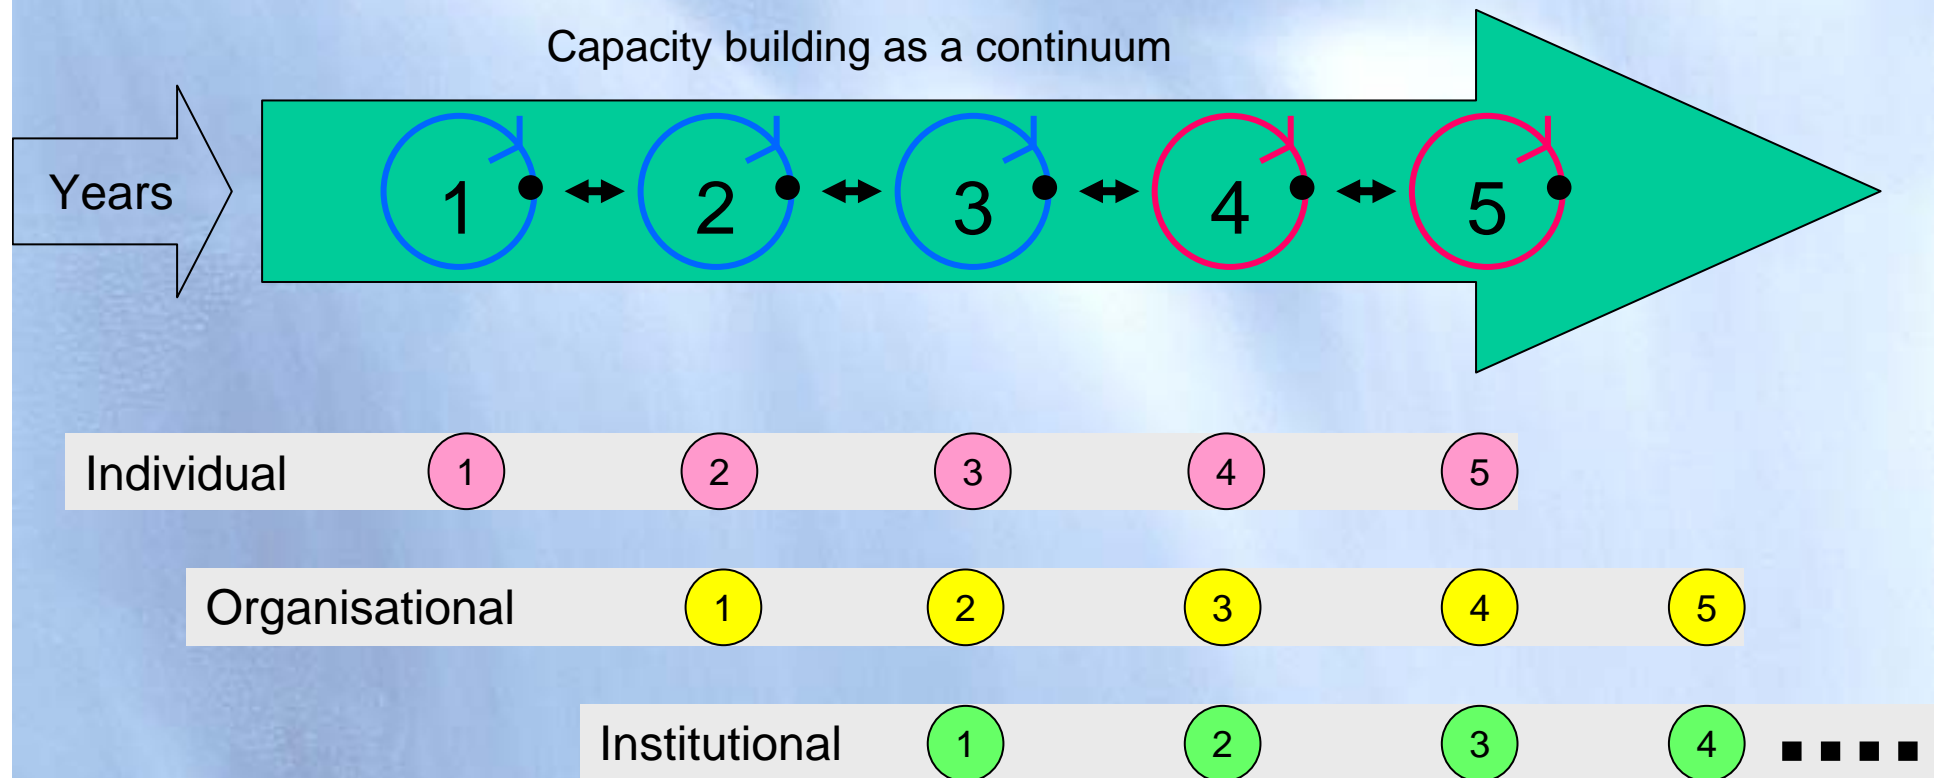 Capacity building as a continuum
Years 1 2 3 4 5
Individual 1 2 3 4 5
Organisational 1 2 3 4 5
Institutional 1 2 3 4